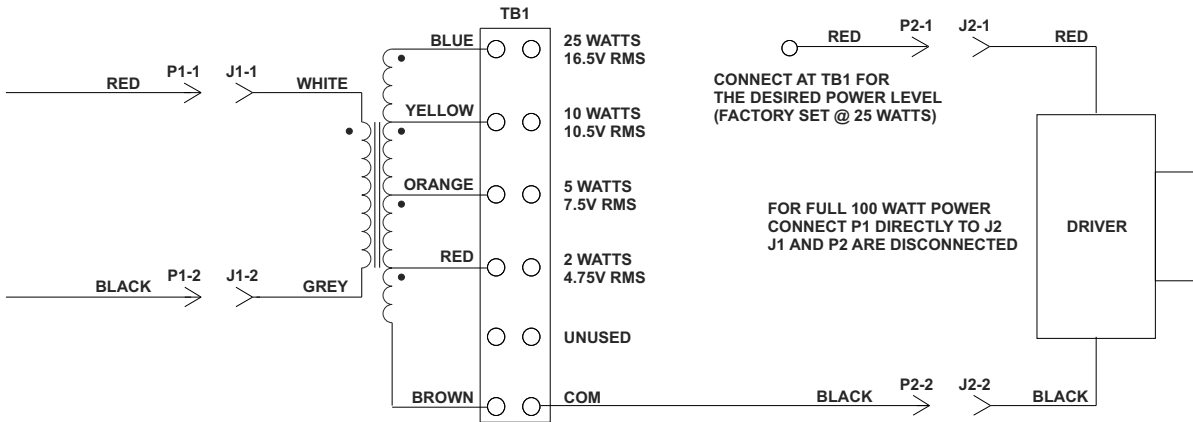 TB1
BLUE
25 WATTS
16.5V RMS
P2-1
J2-1
RED
RED
P1-1
J1-1
RED
WHITE
CONNECT AT TB1 FOR
THE DESIRED POWER LEVEL
(FACTORY SET @ 25 WATTS)
YELLOW
10 WATTS
10.5V RMS
ORANGE
5 WATTS
7.5V RMS
FOR FULL 100 WATT POWER
CONNECT P1 DIRECTLY TO J2
J1 AND P2 ARE DISCONNECTED
DRIVER
RED
2 WATTS
4.75V RMS
P1-2
J1-2
BLACK
GREY
UNUSED
BROWN
COM
BLACK
P2-2
J2-2
BLACK